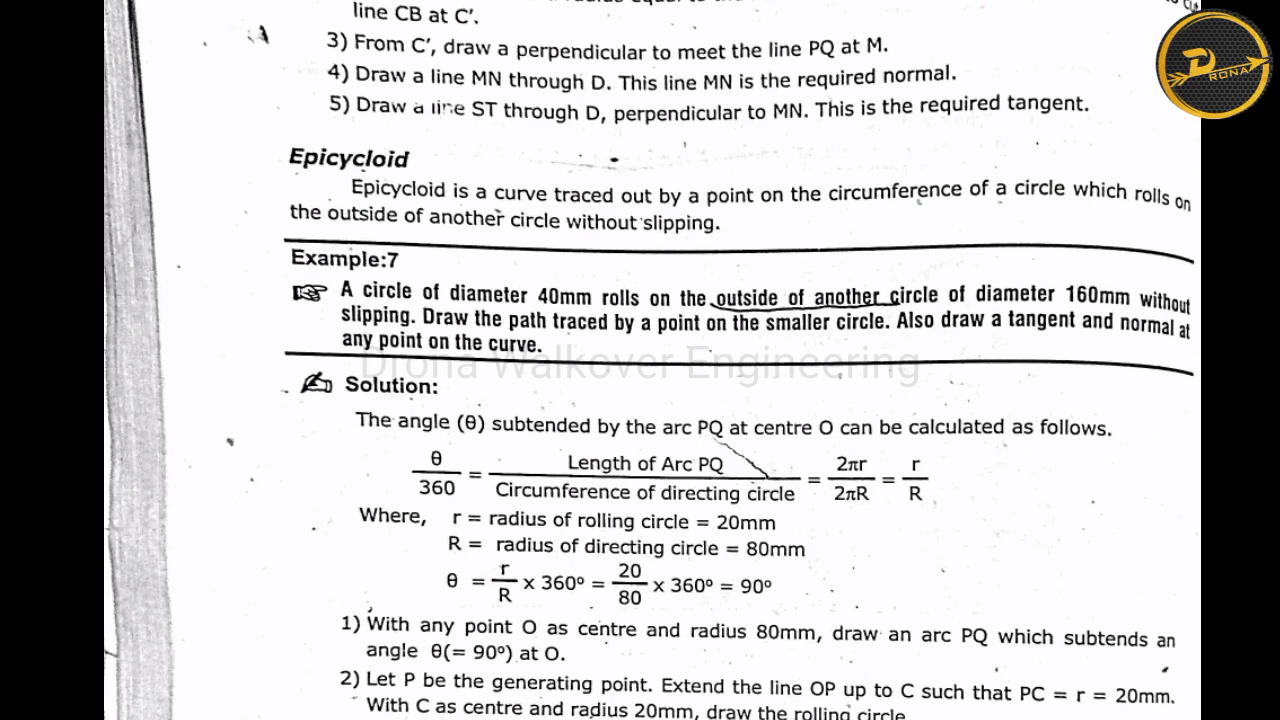 line CB at C′.
3) From C′, draw a perpendicular to meet the line PQ at M.
4) Draw a line MN through D. This line MN is the required normal.
5) Draw a line ST through D, perpendicular to MN. This is the required tangent.
DRONA
Epicycloid
Epicycloid is a curve traced out by a point on the circumference of a circle which rolls on
the outside of another circle without slipping.
Example:7
A circle of diameter 40mm rolls on the outside of another circle of diameter 160mm without
slipping. Draw the path traced by a point on the smaller circle. Also draw a tangent and normal at
any point on the curve.
Drona Walkover Engineering
Solution:
The angle (θ) subtended by the arc PQ at centre O can be calculated as follows.
θ/360 = Length of Arc PQ/Circumference of directing circle = 2πr/2πR = r/R
Where, r = radius of rolling circle = 20mm
R = radius of directing circle = 80mm
θ = r/R x 360º = 20/80 x 360º = 90º
1) With any point O as centre and radius 80mm, draw an arc PQ which subtends an
angle θ(= 90º) at O.
2) Let P be the generating point. Extend the line OP up to C such that PC = r = 20mm.
With C as centre and radius 20mm, draw the rolling circle